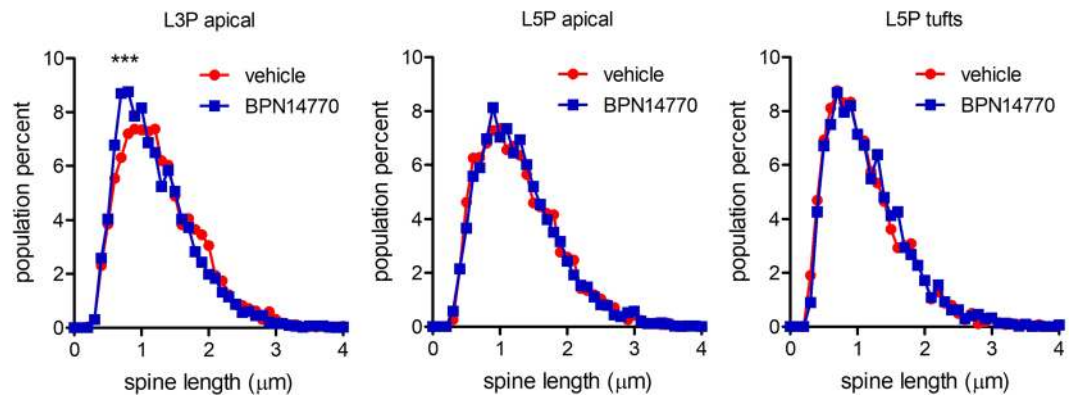 L3P apical
L5P apical
L5P tufts
10
8
6
4
2
0
***
vehicle
BPN14770
population percent
0
1
2
3
4
spine length (μm)
10
8
6
4
2
0
vehicle
BPN14770
population percent
0
1
2
3
4
spine length (μm)
10
8
6
4
2
0
vehicle
BPN14770
population percent
0
1
2
3
4
spine length (μm)